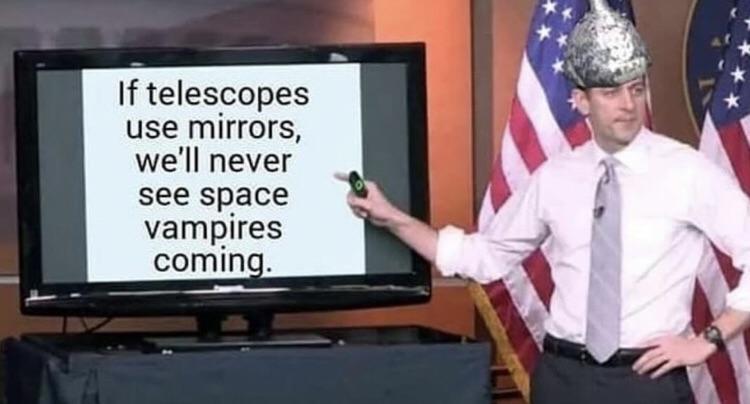 If telescopes
use mirrors,
we'll never
see space
vampires
coming.